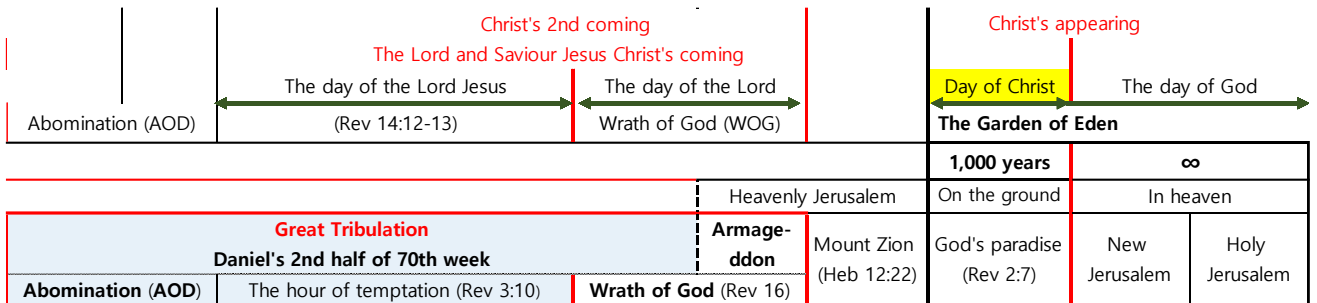 Christ's 2nd coming
Christ's appearing
The Lord and Saviour Jesus Christ's coming
The day of the Lord Jesus
The day of the Lord
Day of Christ
The day of God
Abomination (AOD)
(Rev 14:12-13)
Wrath of God (WOG)
The Garden of Eden
1,000 years
∞
Heavenly Jerusalem
On the ground
In heaven
Great Tribulation
Daniel's 2nd half of 70th week
Armage-
ddon
Mount Zion
(Heb 12:22)
God's paradise
(Rev 2:7)
New
Jerusalem
Holy
Jerusalem
Abomination (AOD)
The hour of temptation (Rev 3:10)
Wrath of God (Rev 16)